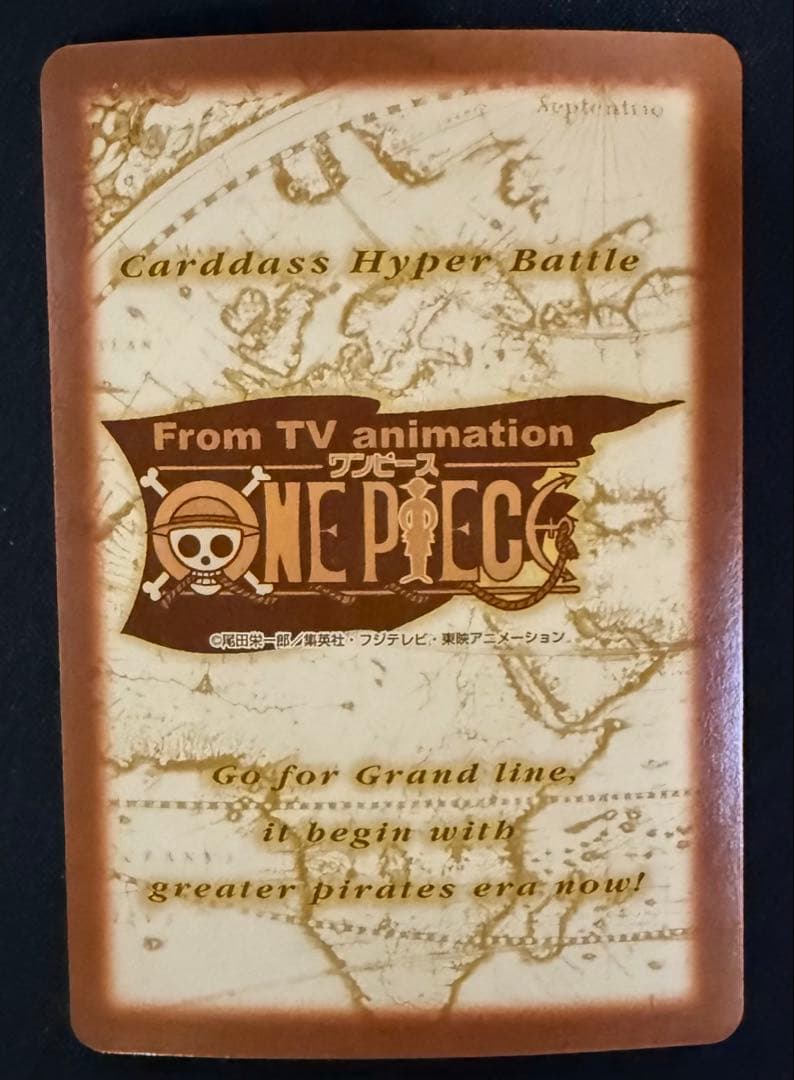 Septentrio
Carddass Hyper Battle
From TV animation
ワンピース
ONE PIECE
©尾田栄一郎／集英社・フジテレビ・東映アニメーション
Go for Grand line,
it begin with
greater pirates era now!